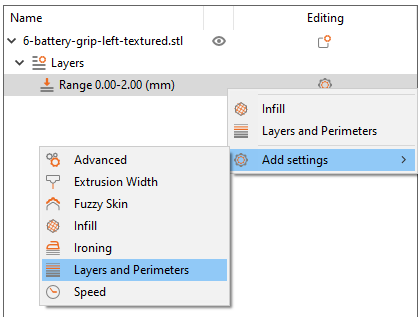 Name Editing
6-battery-grip-left-textured.stl
Layers
Range 0.00-2.00 (mm)
Infill
Layers and Perimeters
Add settings
Advanced
Extrusion Width
Fuzzy Skin
Infill
Ironing
Layers and Perimeters
Speed